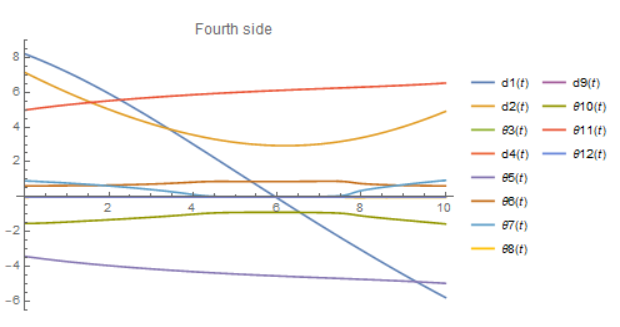 Fourth side
8
6
4
2
-2
-4
-6
2 4 6 8 10
d1(t) d9(t)
d2(t) θ10(t)
θ3(t) θ11(t)
d4(t) θ12(t)
θ5(t)
θ6(t)
θ7(t)
θ8(t)